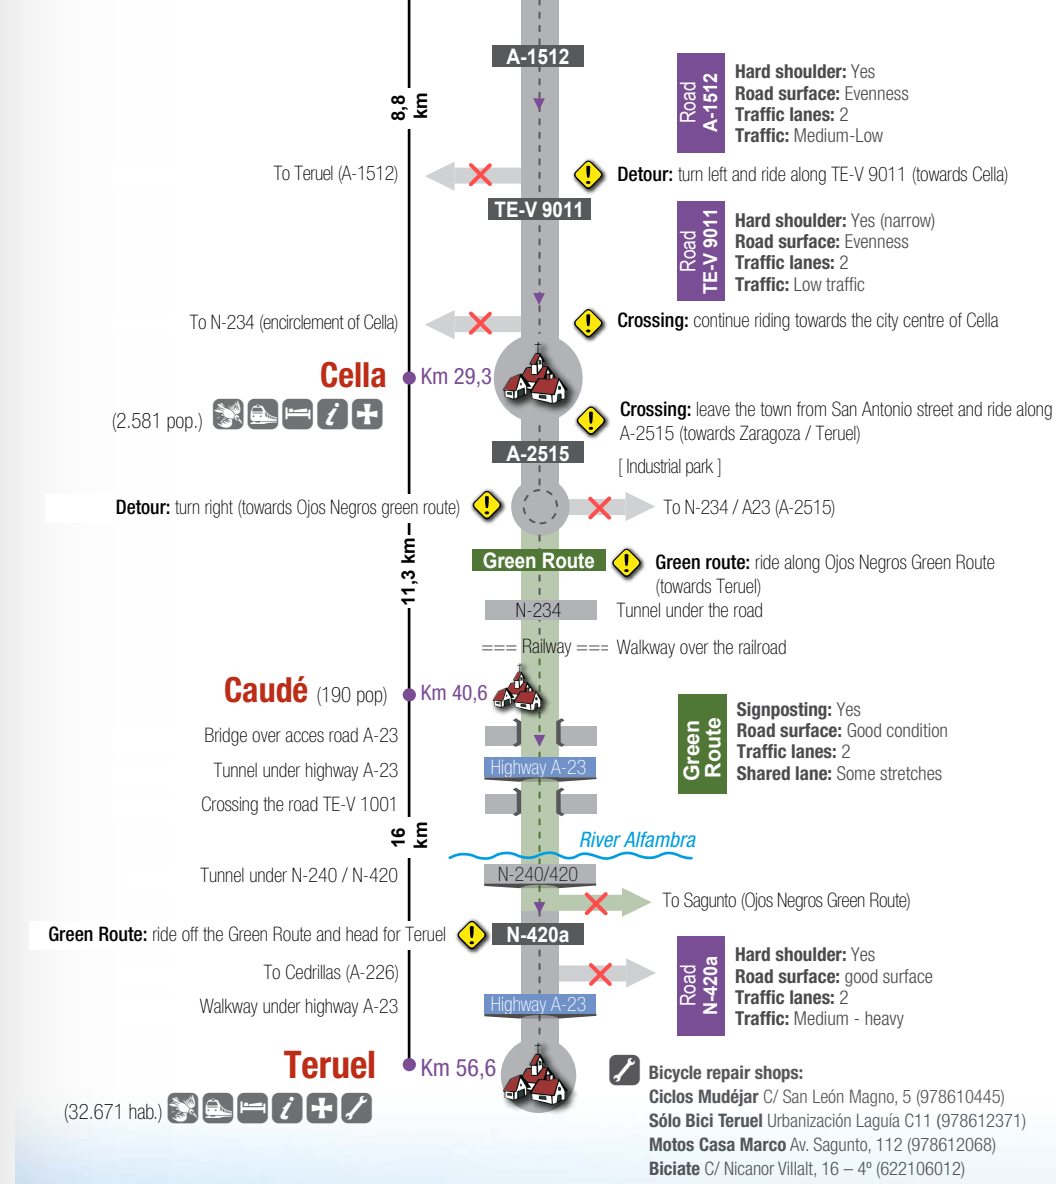 A-1512
8,8 km
Road A-1512
Hard shoulder: Yes
Road surface: Evenness
Traffic lanes: 2
Traffic: Medium-Low
To Teruel (A-1512)
Detour: turn left and ride along TE-V 9011 (towards Cella)
TE-V 9011
Road TE-V 9011
Hard shoulder: Yes (narrow)
Road surface: Evenness
Traffic lanes: 2
Traffic: Low traffic
To N-234 (encirclement of Cella)
Crossing: continue riding towards the city centre of Cella
Cella
Km 29,3
(2.581 pop.)
Crossing: leave the town from San Antonio street and ride along
A-2515 (towards Zaragoza / Teruel)
A-2515
[ Industrial park ]
Detour: turn right (towards Ojos Negros green route)
To N-234 / A23 (A-2515)
11,3 km
Green Route
Green route: ride along Ojos Negros Green Route
(towards Teruel)
N-234
Tunnel under the road
=== Railway ===
Walkway over the railroad
Caudé (190 pop)
Km 40,6
Green Route
Signposting: Yes
Road surface: Good condition
Traffic lanes: 2
Shared lane: Some stretches
Bridge over acces road A-23
Tunnel under highway A-23
Highway A-23
Crossing the road TE-V 1001
16 km
River Alfambra
Tunnel under N-240 / N-420
N-240/420
To Sagunto (Ojos Negros Green Route)
Green Route: ride off the Green Route and head for Teruel
N-420a
Road N-420a
Hard shoulder: Yes
Road surface: good surface
Traffic lanes: 2
Traffic: Medium - heavy
To Cedrillas (A-226)
Walkway under highway A-23
Highway A-23
Teruel
Km 56,6
(32.671 hab.)
Bicycle repair shops:
Ciclos Mudéjar C/ San León Magno, 5 (978610445)
Sólo Bici Teruel Urbanización Laguía C11 (978612371)
Motos Casa Marco Av. Sagunto, 112 (978612068)
Biciate C/ Nicanor Villalt, 16 – 4º (622106012)